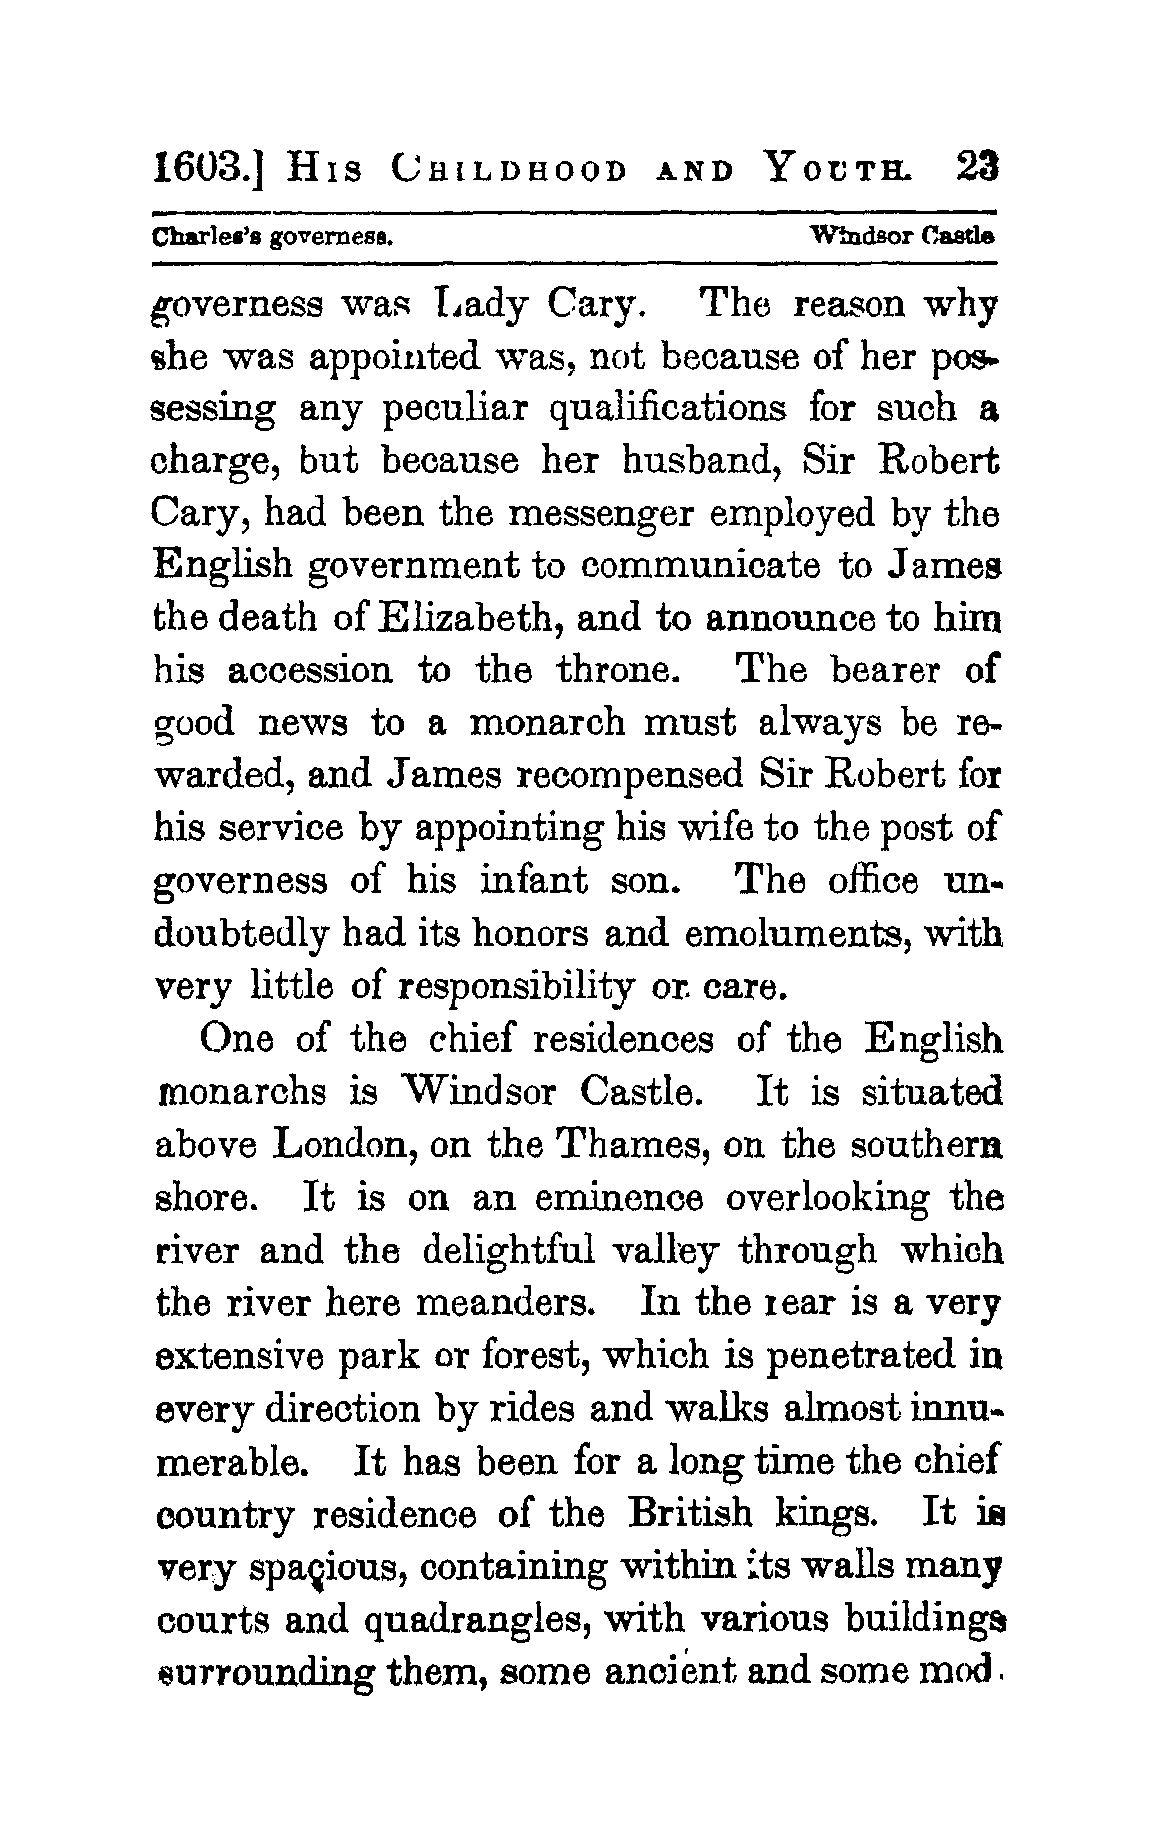 1603.] HIS CHILDHOOD AND YOUTH. 23
Charles's governess. Windsor Castle
governess was Lady Cary. The reason why
she was appointed was, not because of her pos-
sessing any peculiar qualifications for such a
charge, but because her husband, Sir Robert
Cary, had been the messenger employed by the
English government to communicate to James
the death of Elizabeth, and to announce to him
his accession to the throne. The bearer of
good news to a monarch must always be re-
warded, and James recompensed Sir Robert for
his service by appointing his wife to the post of
governess of his infant son. The office un-
doubtedly had its honors and emoluments, with
very little of responsibility or care.
One of the chief residences of the English
monarchs is Windsor Castle. It is situated
above London, on the Thames, on the southern
shore. It is on an eminence overlooking the
river and the delightful valley through which
the river here meanders. In the rear is a very
extensive park or forest, which is penetrated in
every direction by rides and walks almost innu-
merable. It has been for a long time the chief
country residence of the British kings. It is
very spacious, containing within its walls many
courts and quadrangles, with various buildings
surrounding them, some ancient and some mod.